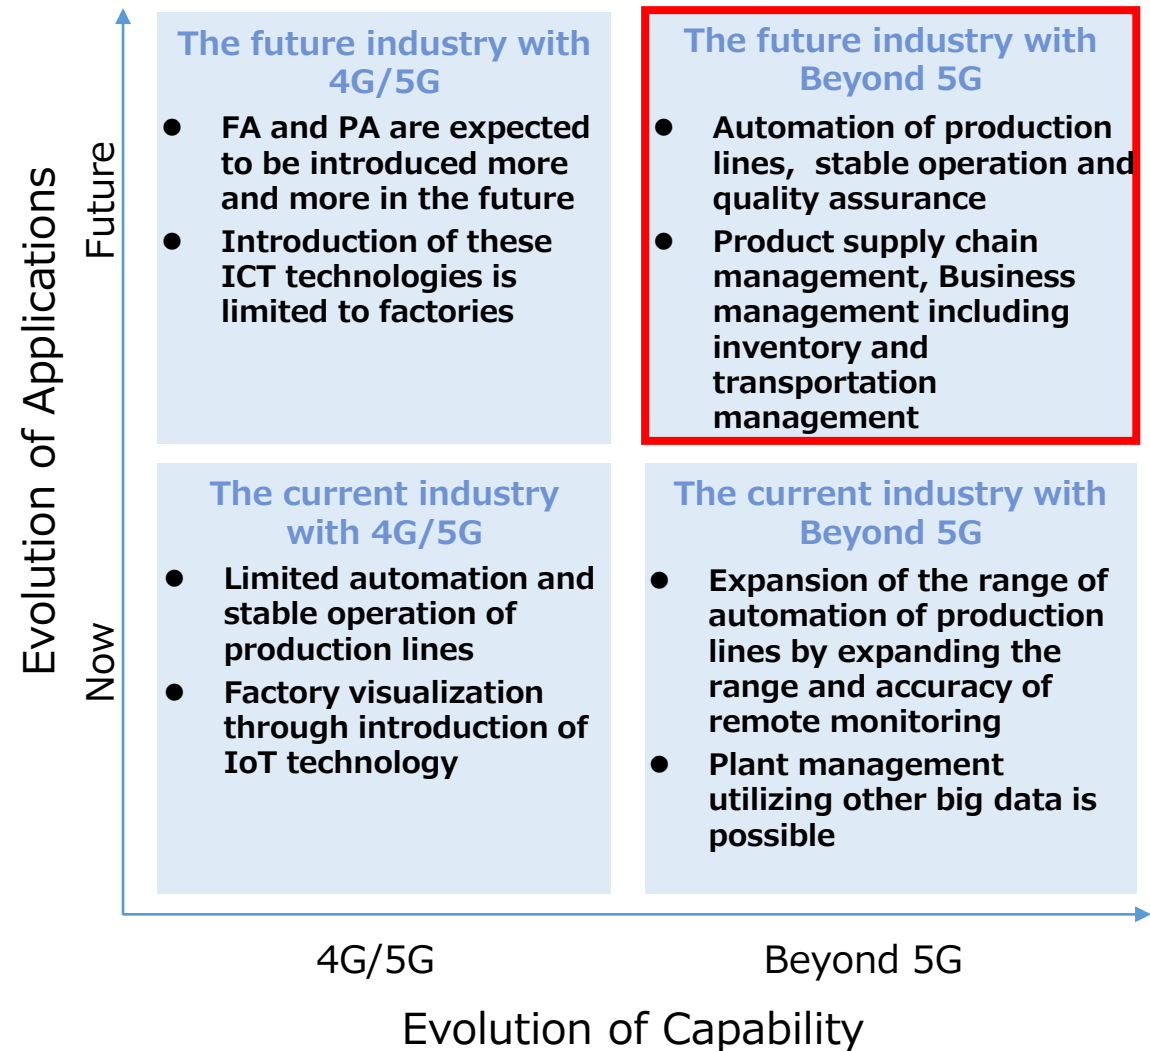 Evolution of Applications
Future
Now
The future industry with
4G/5G
● FA and PA are expected
to be introduced more
and more in the future
● Introduction of these
ICT technologies is
limited to factories
The future industry with
Beyond 5G
● Automation of production
lines, stable operation and
quality assurance
● Product supply chain
management, Business
management including
inventory and
transportation
management
The current industry
with 4G/5G
● Limited automation and
stable operation of
production lines
● Factory visualization
through introduction of
IoT technology
The current industry with
Beyond 5G
● Expansion of the range of
automation of production
lines by expanding the
range and accuracy of
remote monitoring
● Plant management
utilizing other big data is
possible
4G/5G
Beyond 5G
Evolution of Capability